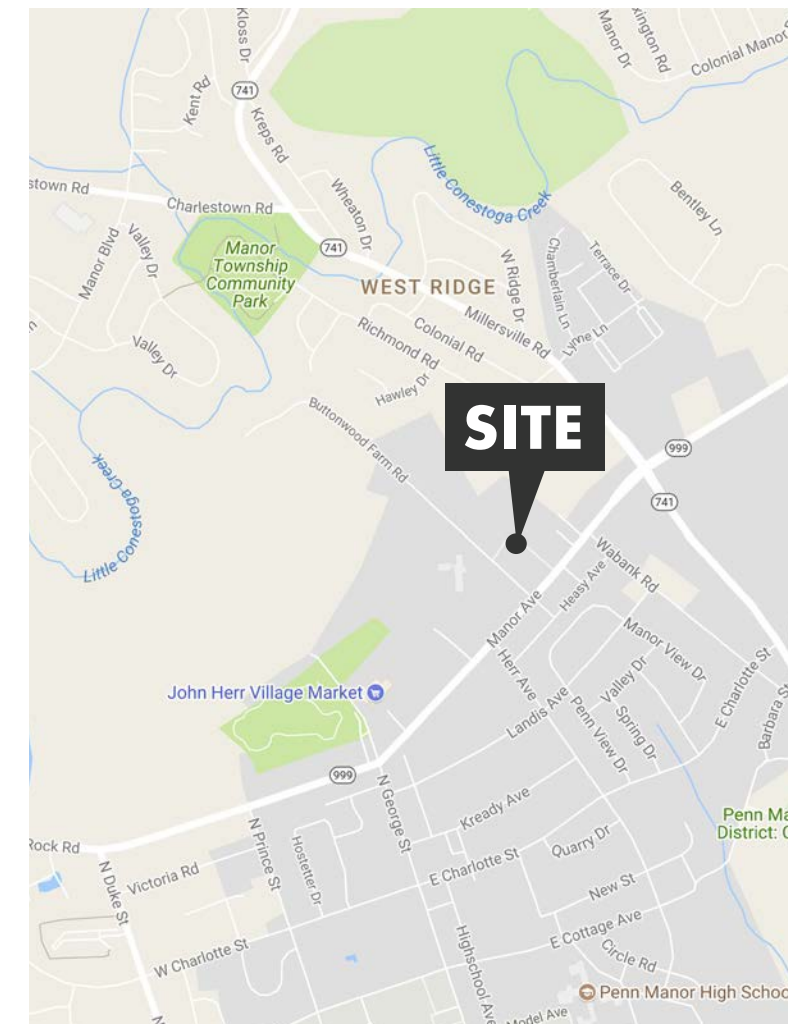 Kloss Dr
Kent Rd
741
Kreps Rd
Manor Dr
xington Rd
Colonial Manor
Little Conestoga Creek
stown Rd
Charlestown Rd
Wheaton Dr
Bentley Ln
Manor Blvd
Valley Dr
Manor
Township
Community
Park
741
WEST RIDGE
W Ridge Dr
Chamberlain Ln
Terrace Dr
Lyme Ln
Millersville Rd
Colonial Rd
Richmond Rd
Valley Dr
Hawley Dr
Buttonwood Farm Rd
SITE
999
741
Little Conestoga
Creek
Wabank Rd
Heasy Ave
Manor Ave
Manor View Dr
Herr Ave
Valley Dr
E Charlotte St
Barbara S
John Herr Village Market
Landis Ave
Penn View Dr
Spring Dr
999
N George St
Kready Ave
Penn Ma
District: C
Rock Rd
N Prince St
Hostetter Dr
Quarry Dr
E Charlotte St
Victoria Rd
N Duke St
New St
E Cottage Ave
W Charlotte St
Highschool Ave
Circle Rd
Penn Manor High Schoo
Model Ave
N